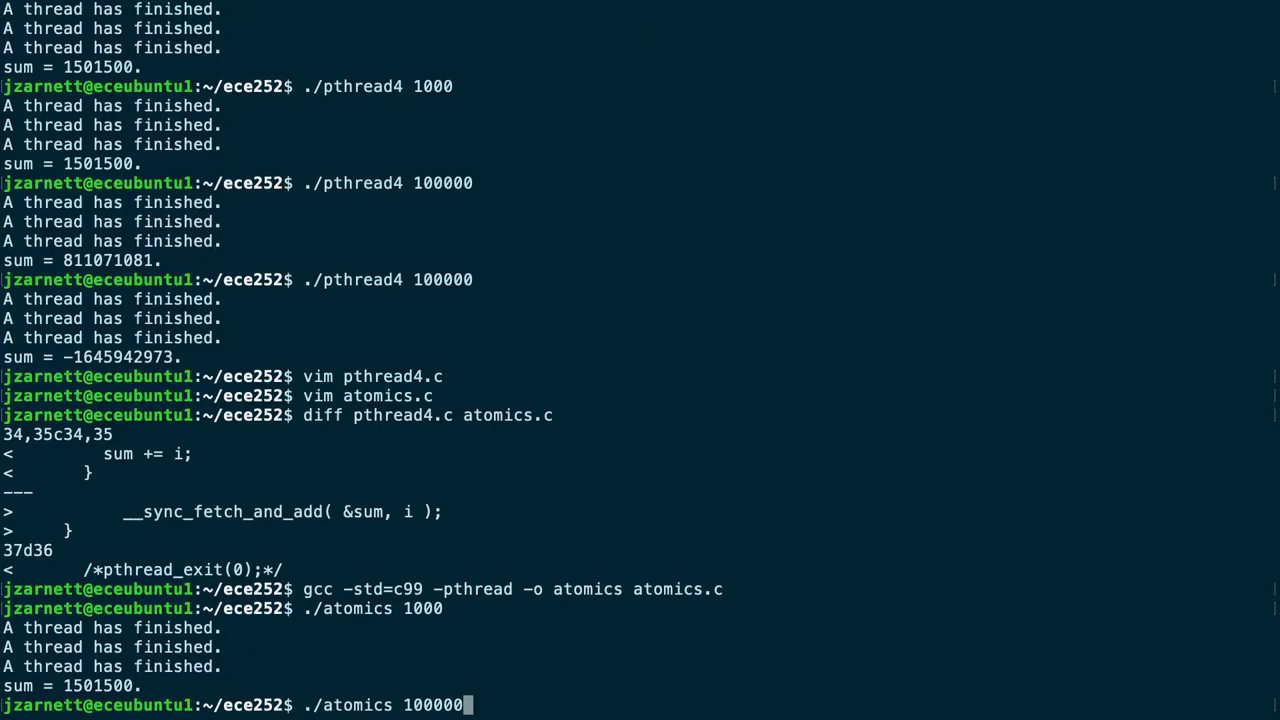 A thread has finished.
A thread has finished.
A thread has finished.
sum = 1501500.
jzarnett@eceubuntu1:~/ece252$ ./pthread4 1000
A thread has finished.
A thread has finished.
A thread has finished.
sum = 1501500.
jzarnett@eceubuntu1:~/ece252$ ./pthread4 100000
A thread has finished.
A thread has finished.
A thread has finished.
sum = 811071081.
jzarnett@eceubuntu1:~/ece252$ ./pthread4 100000
A thread has finished.
A thread has finished.
A thread has finished.
sum = -1645942973.
jzarnett@eceubuntu1:~/ece252$ vim pthread4.c
jzarnett@eceubuntu1:~/ece252$ vim atomics.c
jzarnett@eceubuntu1:~/ece252$ diff pthread4.c atomics.c
34,35c34,35
<         sum += i;
<       }
---
>           __sync_fetch_and_add( &sum, i );
>     }
37d36
<       /*pthread_exit(0);*/
jzarnett@eceubuntu1:~/ece252$ gcc -std=c99 -pthread -o atomics atomics.c
jzarnett@eceubuntu1:~/ece252$ ./atomics 1000
A thread has finished.
A thread has finished.
A thread has finished.
sum = 1501500.
jzarnett@eceubuntu1:~/ece252$ ./atomics 100000